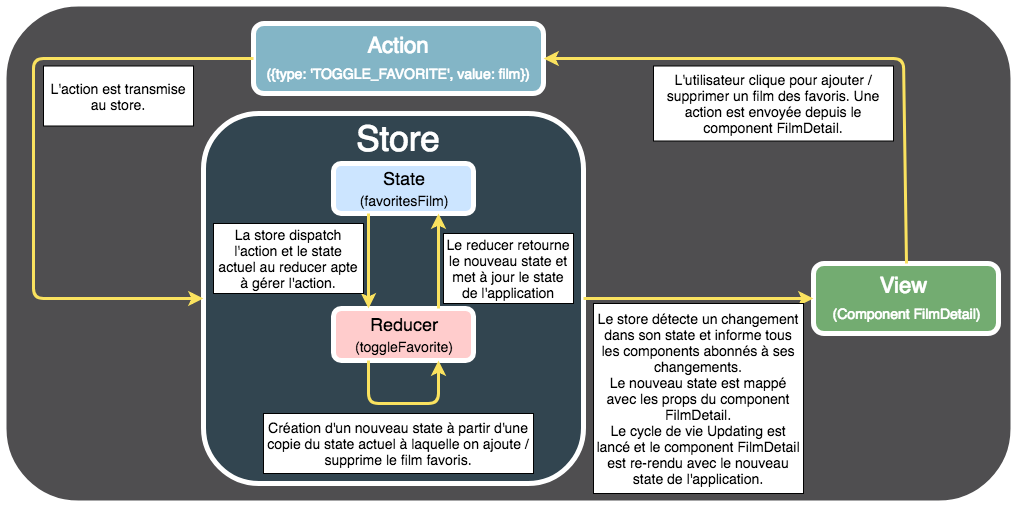 Action
({type: 'TOGGLE_FAVORITE', value: film})
L'action est transmise
au store.
L'utilisateur clique pour ajouter /
supprimer un film des favoris. Une
action est envoyée depuis le
component FilmDetail.
Store
State
(favoritesFilm)
La store dispatch
l'action et le state
actuel au reducer apte
à gérer l'action.
Le reducer retourne
le nouveau state et
met à jour le state
de l'application
Reducer
(toggleFavorite)
Création d'un nouveau state à partir d'une
copie du state actuel à laquelle on ajoute /
supprime le film favoris.
View
(Component FilmDetail)
Le store détecte un changement
dans son state et informe tous
les components abonnés à ses
changements.
Le nouveau state est mappé
avec les props du component
FilmDetail.
Le cycle de vie Updating est
lancé et le component FilmDetail
est re-rendu avec le nouveau
state de l'application.